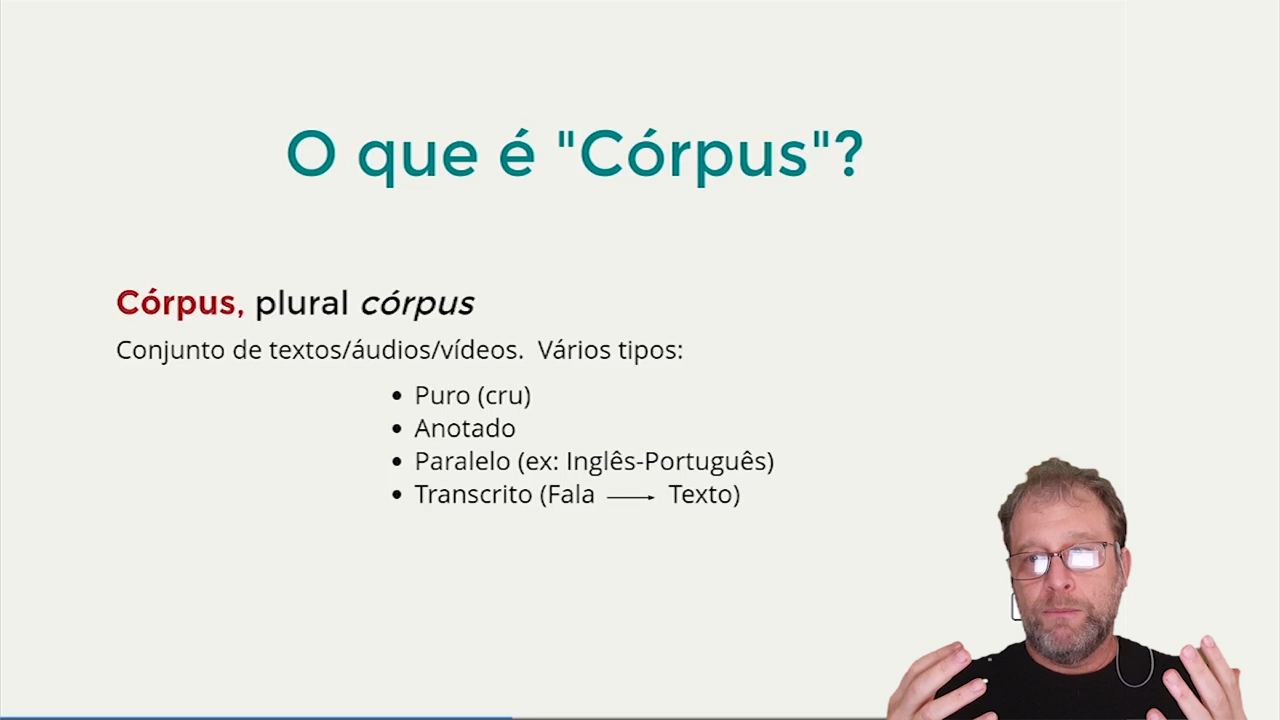 O que é "Córpus"?
Córpus, plural córpus
Conjunto de textos/áudios/vídeos. Vários tipos:
• Puro (cru)
• Anotado
• Paralelo (ex: Inglês-Português)
• Transcrito (Fala ⟶ Texto)